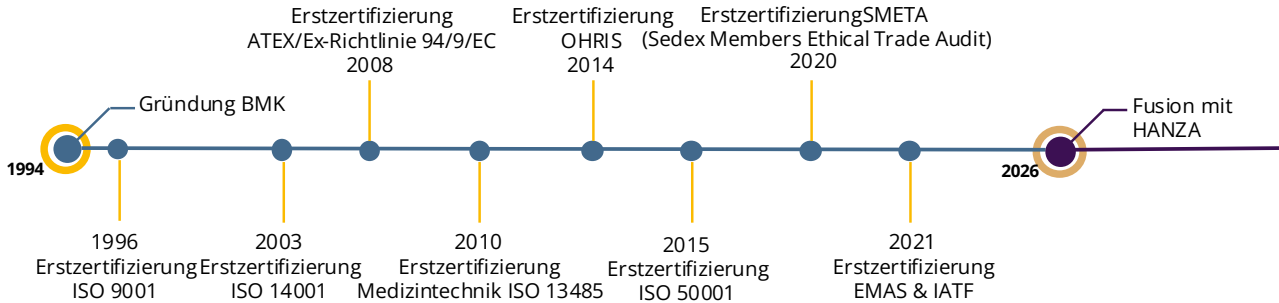 Erstzertifizierung
ATEX/Ex-Richtlinie 94/9/EC
2008
Erstzertifizierung
OHRIS
2014
ErstzertifizierungSMETA
(Sedex Members Ethical Trade Audit)
2020
Gründung BMK
1994
Fusion mit
HANZA
2026
1996
Erstzertifizierung
ISO 9001
2003
Erstzertifizierung
ISO 14001
2010
Erstzertifizierung
Medizintechnik ISO 13485
2015
Erstzertifizierung
ISO 50001
2021
Erstzertifizierung
EMAS & IATF